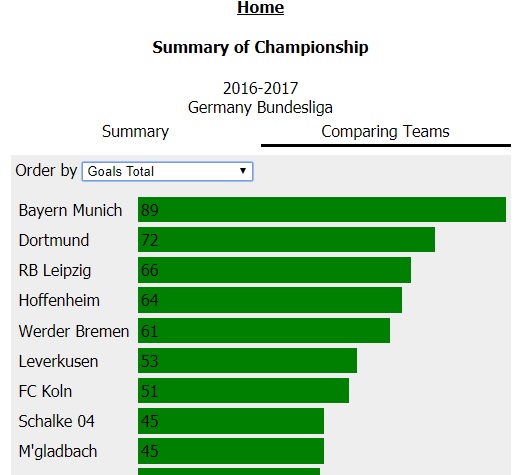 Home
Summary of Championship
2016-2017
Germany Bundesliga
Summary Comparing Teams
Order by Goals Total
Bayern Munich 89
Dortmund 72
RB Leipzig 66
Hoffenheim 64
Werder Bremen 61
Leverkusen 53
FC Koln 51
Schalke 04 45
M'gladbach 45